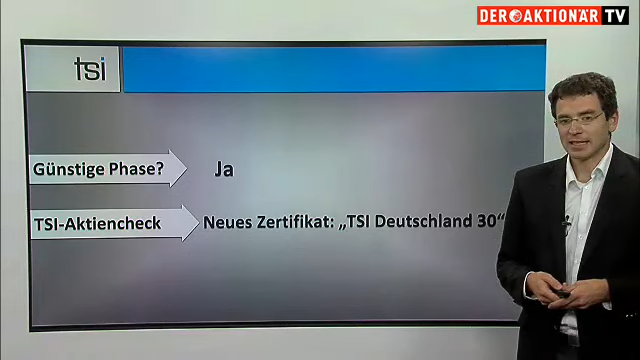 DER AKTIONÄR TV
tsi
Günstige Phase? Ja
TSI-Aktiencheck Neues Zertifikat: „TSI Deutschland 30“